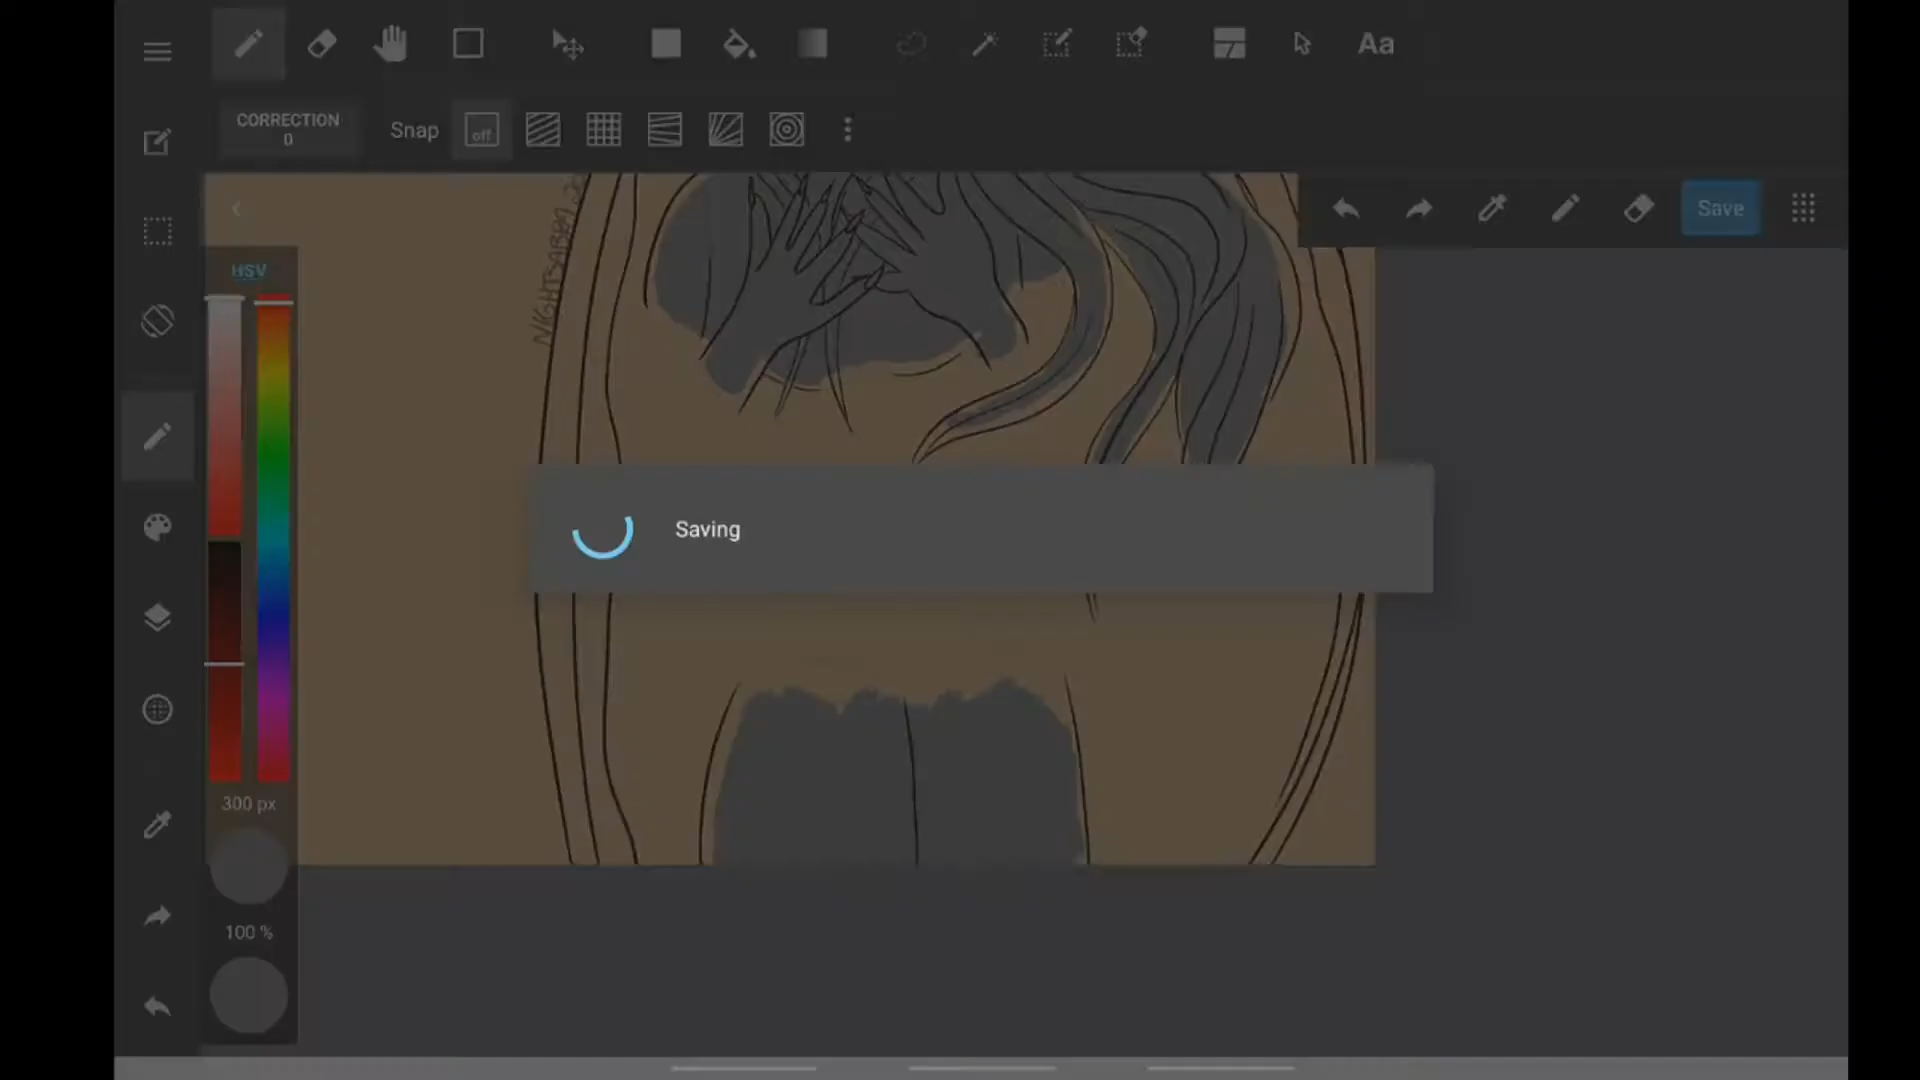 Aa
CORRECTION
0
Snap
off
Save
HSV
Saving
300 px
100 %